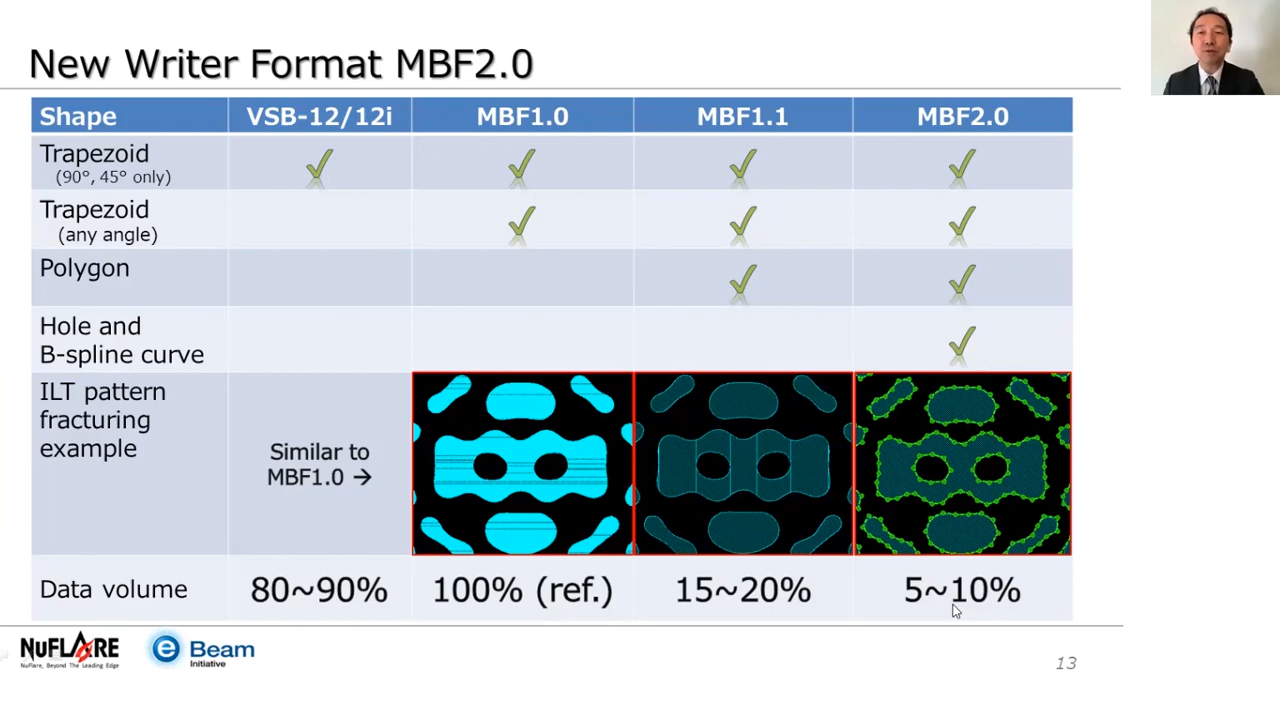 New Writer Format MBF2.0
Shape VSB-12/12i MBF1.0 MBF1.1 MBF2.0
Trapezoid
(90°, 45° only)
Trapezoid
(any angle)
Polygon
Hole and
B-spline curve
ILT pattern
fracturing
example
Similar to
MBF1.0 →
Data volume 80~90% 100% (ref.) 15~20% 5~10%
NUFLARE
NuFlare, Beyond The Leading Edge
e Beam
Initiative
13